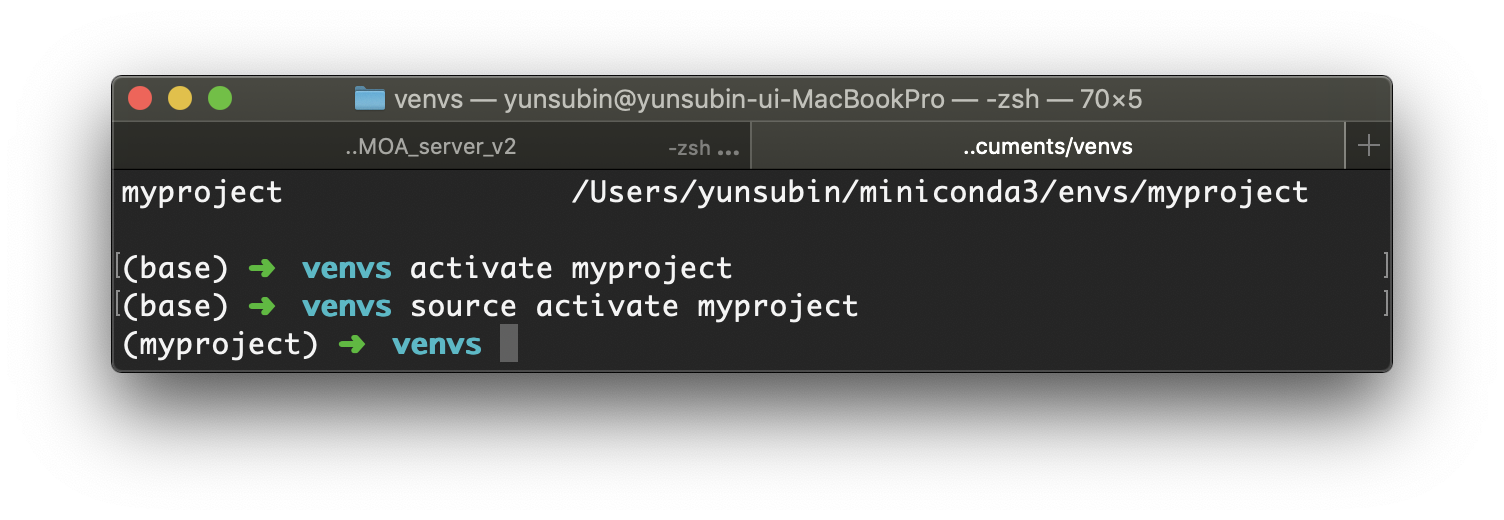 venvs — yunsubin@yunsubin-ui-MacBookPro — -zsh — 70×5
..MOA_server_v2 -zsh ... ..cuments/venvs +
myproject /Users/yunsubin/miniconda3/envs/myproject
[(base) ➜ venvs activate myproject ]
[(base) ➜ venvs source activate myproject ]
(myproject) ➜ venvs